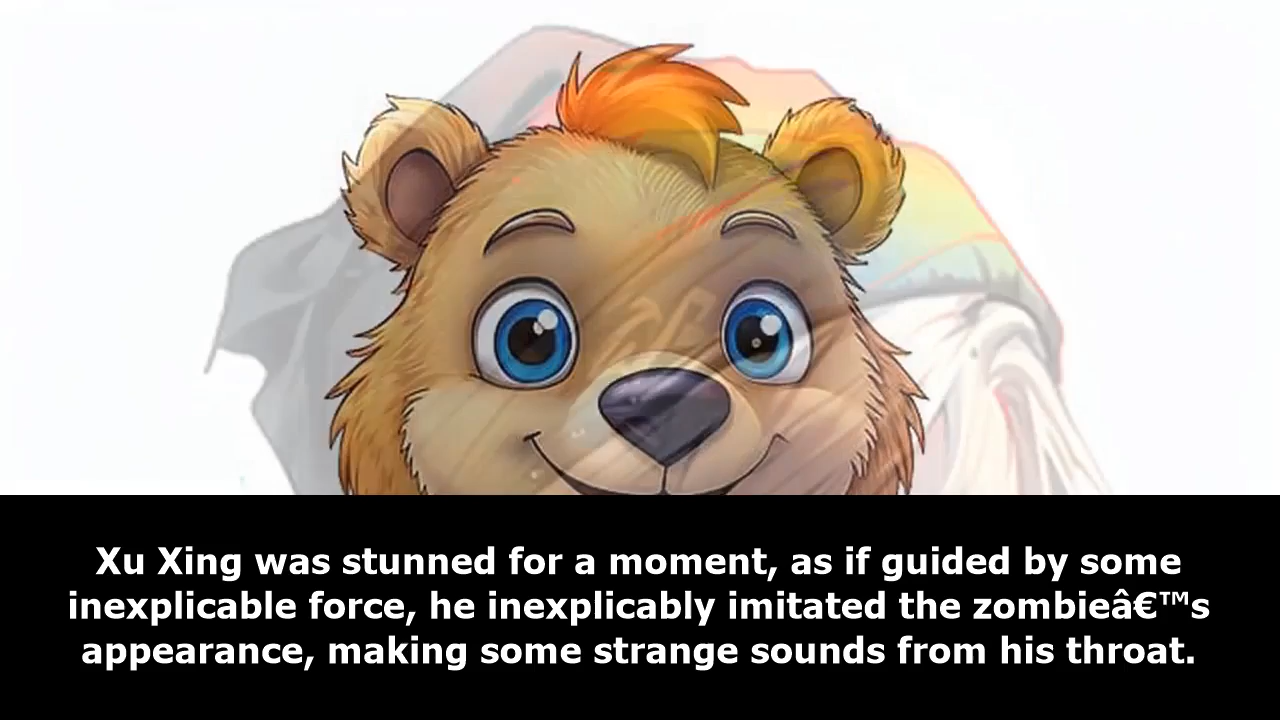 Xu Xing was stunned for a moment, as if guided by some
inexplicable force, he inexplicably imitated the zombieâ€™s
appearance, making some strange sounds from his throat.